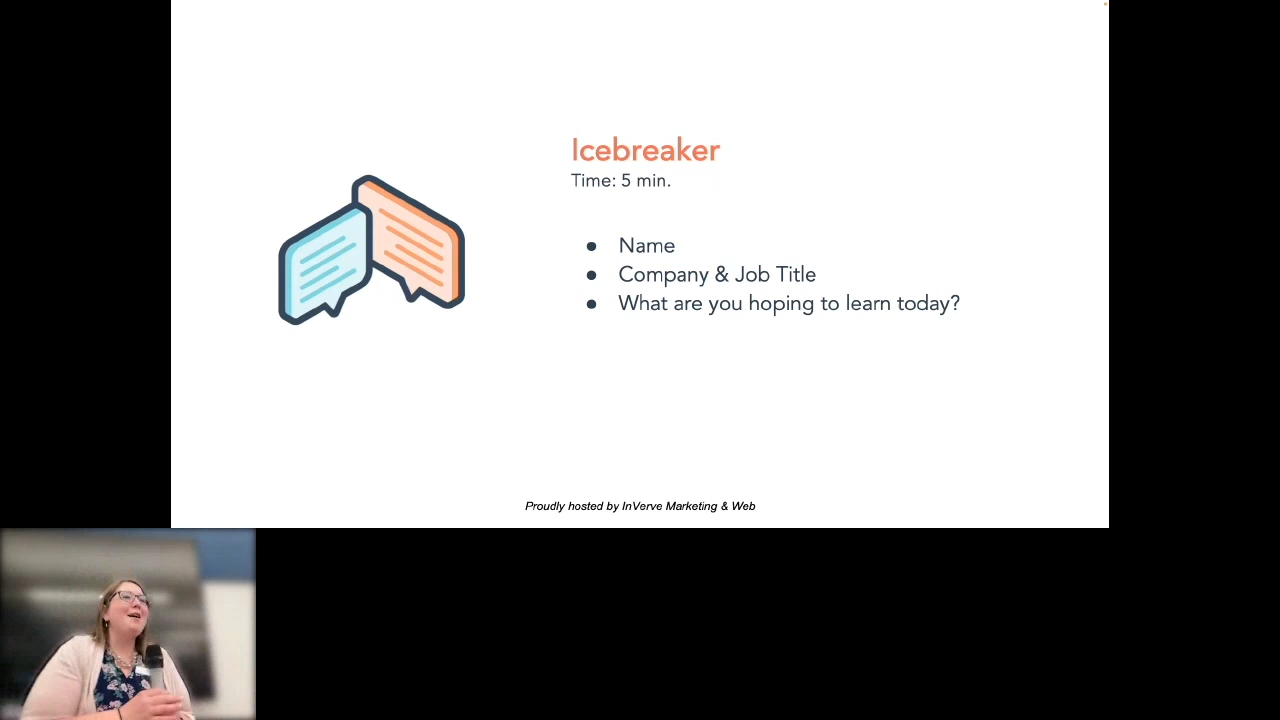 Icebreaker
Time: 5 min.
● Name
● Company & Job Title
● What are you hoping to learn today?
Proudly hosted by InVerve Marketing & Web